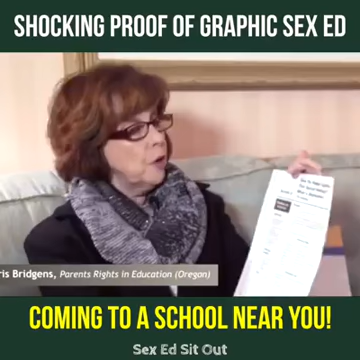 SHOCKING PROOF OF GRAPHIC SEX ED
ris Bridgens, Parents Rights in Education (Oregon)
COMING TO A SCHOOL NEAR YOU!
Sex Ed Sit Out